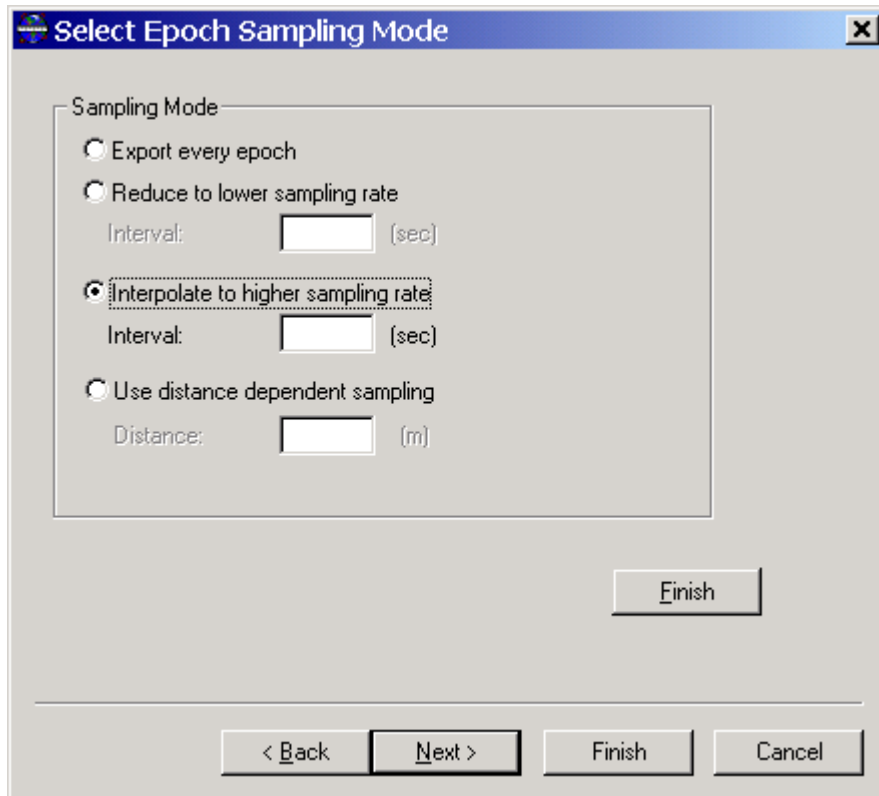 Select Epoch Sampling Mode
Sampling Mode
Export every epoch
Reduce to lower sampling rate
Interval: (sec)
Interpolate to higher sampling rate
Interval: (sec)
Use distance dependent sampling
Distance: (m)
Finish
< Back Next > Finish Cancel